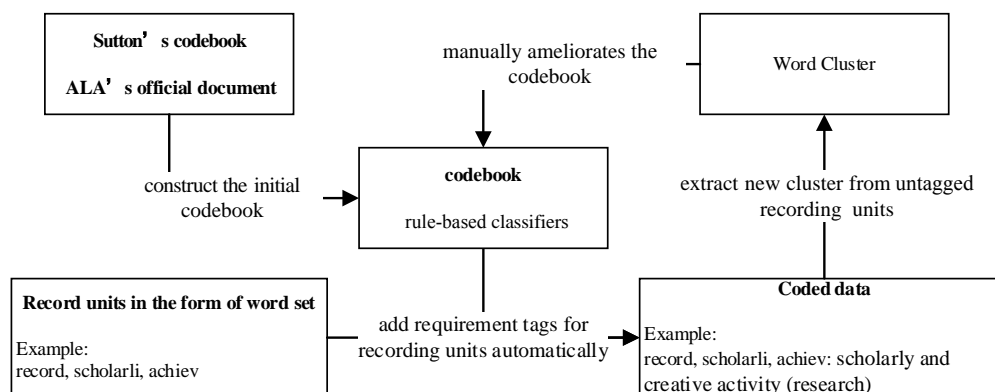 Sutton’s codebook
ALA’s official document
manually ameliorates the
codebook
Word Cluster
construct the initial
codebook
codebook
rule-based classifiers
extract new cluster from untagged
recording units
Record units in the form of word set
Example:
record, scholarli, achiev
add requirement tags for
recording units automatically
Coded data
Example:
record, scholarli, achiev: scholarly and
creative activity (research)